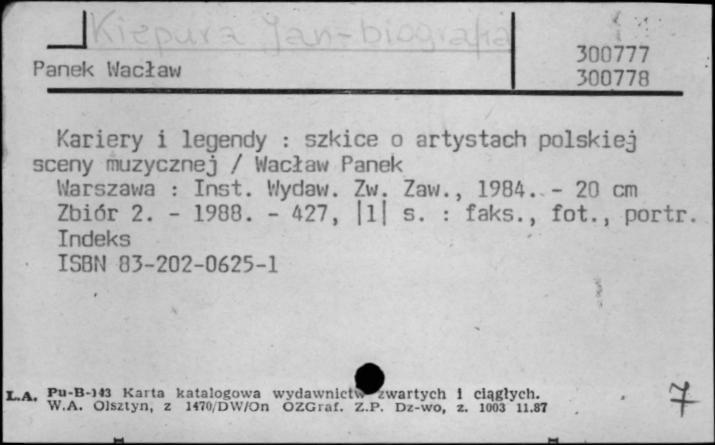 Kiepura Jan-biografia
300777
Panek Wacław
300778
Kariery i legendy : szkice o artystach polskiej
sceny muzycznej / Wacław Panek
Warszawa : Inst. Wydaw. Zw. Zaw., 1984. - 20 cm
Zbiór 2. - 1988. - 427, |1| s. : faks., fot., portr.
Indeks
ISBN 83-202-0625-1
L.A. Pu-B-143 Karta katalogowa wydawnictw zwartych i ciągłych.
W.A. Olsztyn, z 1470/DW/On OZGraf. Z.P. Dz-wo, z. 1003 11.87
7